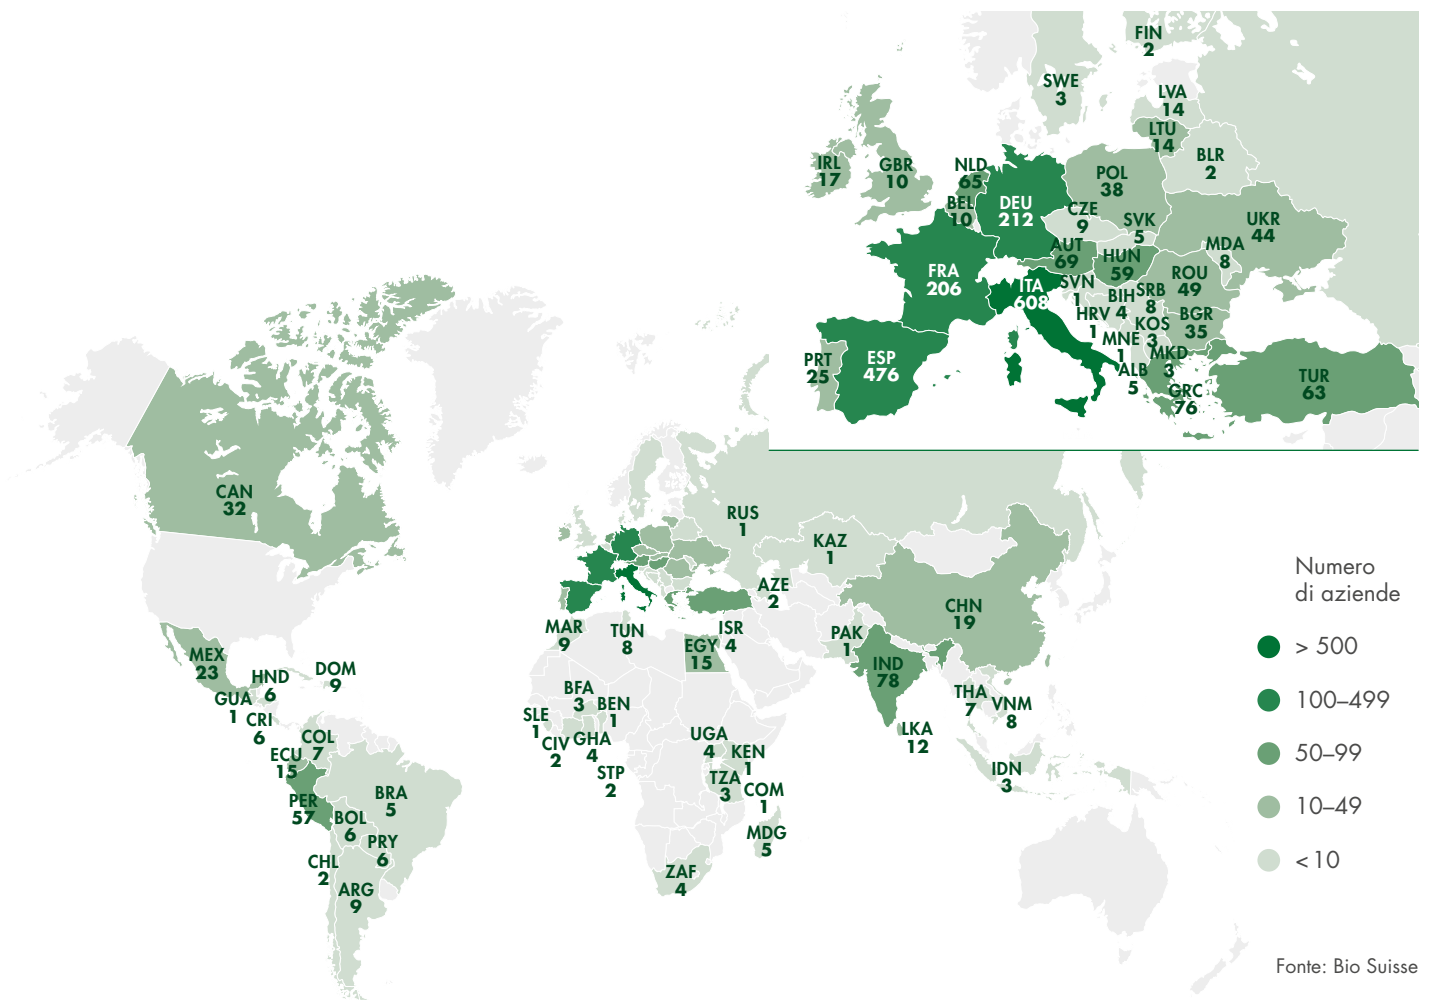 FIN
2
SWE
3
LVA
14
LTU
14
BLR
2
IRL
17
GBR
10
NLD
65
BEL
10
DEU
212
POL
38
CZE
9
SVK
5
UKR
44
MDA
8
AUT
69
HUN
59
FRA
206
ITA
608
SVN
1
BIH
4
SRB
8
ROU
49
HRV
1
KOS
3
BGR
35
MNE
1
MKD
3
ALB
5
GRC
76
PRT
25
ESP
476
TUR
63
CAN
32
RUS
1
KAZ
1
AZE
2
CHN
19
MAR
9
TUN
8
ISR
4
EGY
15
PAK
1
IND
78
MEX
23
HND
6
DOM
9
GUA
1
CRI
6
BFA
3
BEN
1
SLE
1
CIV
2
GHA
4
STP
2
THA
7
VNM
8
LKA
12
IDN
3
COL
7
ECU
15
PER
57
BRA
5
BOL
6
PRY
6
CHL
2
ARG
9
UGA
4
KEN
1
TZA
3
COM
1
MDG
5
ZAF
4
Numero
di aziende
> 500
100–499
50–99
10–49
< 10
Fonte: Bio Suisse